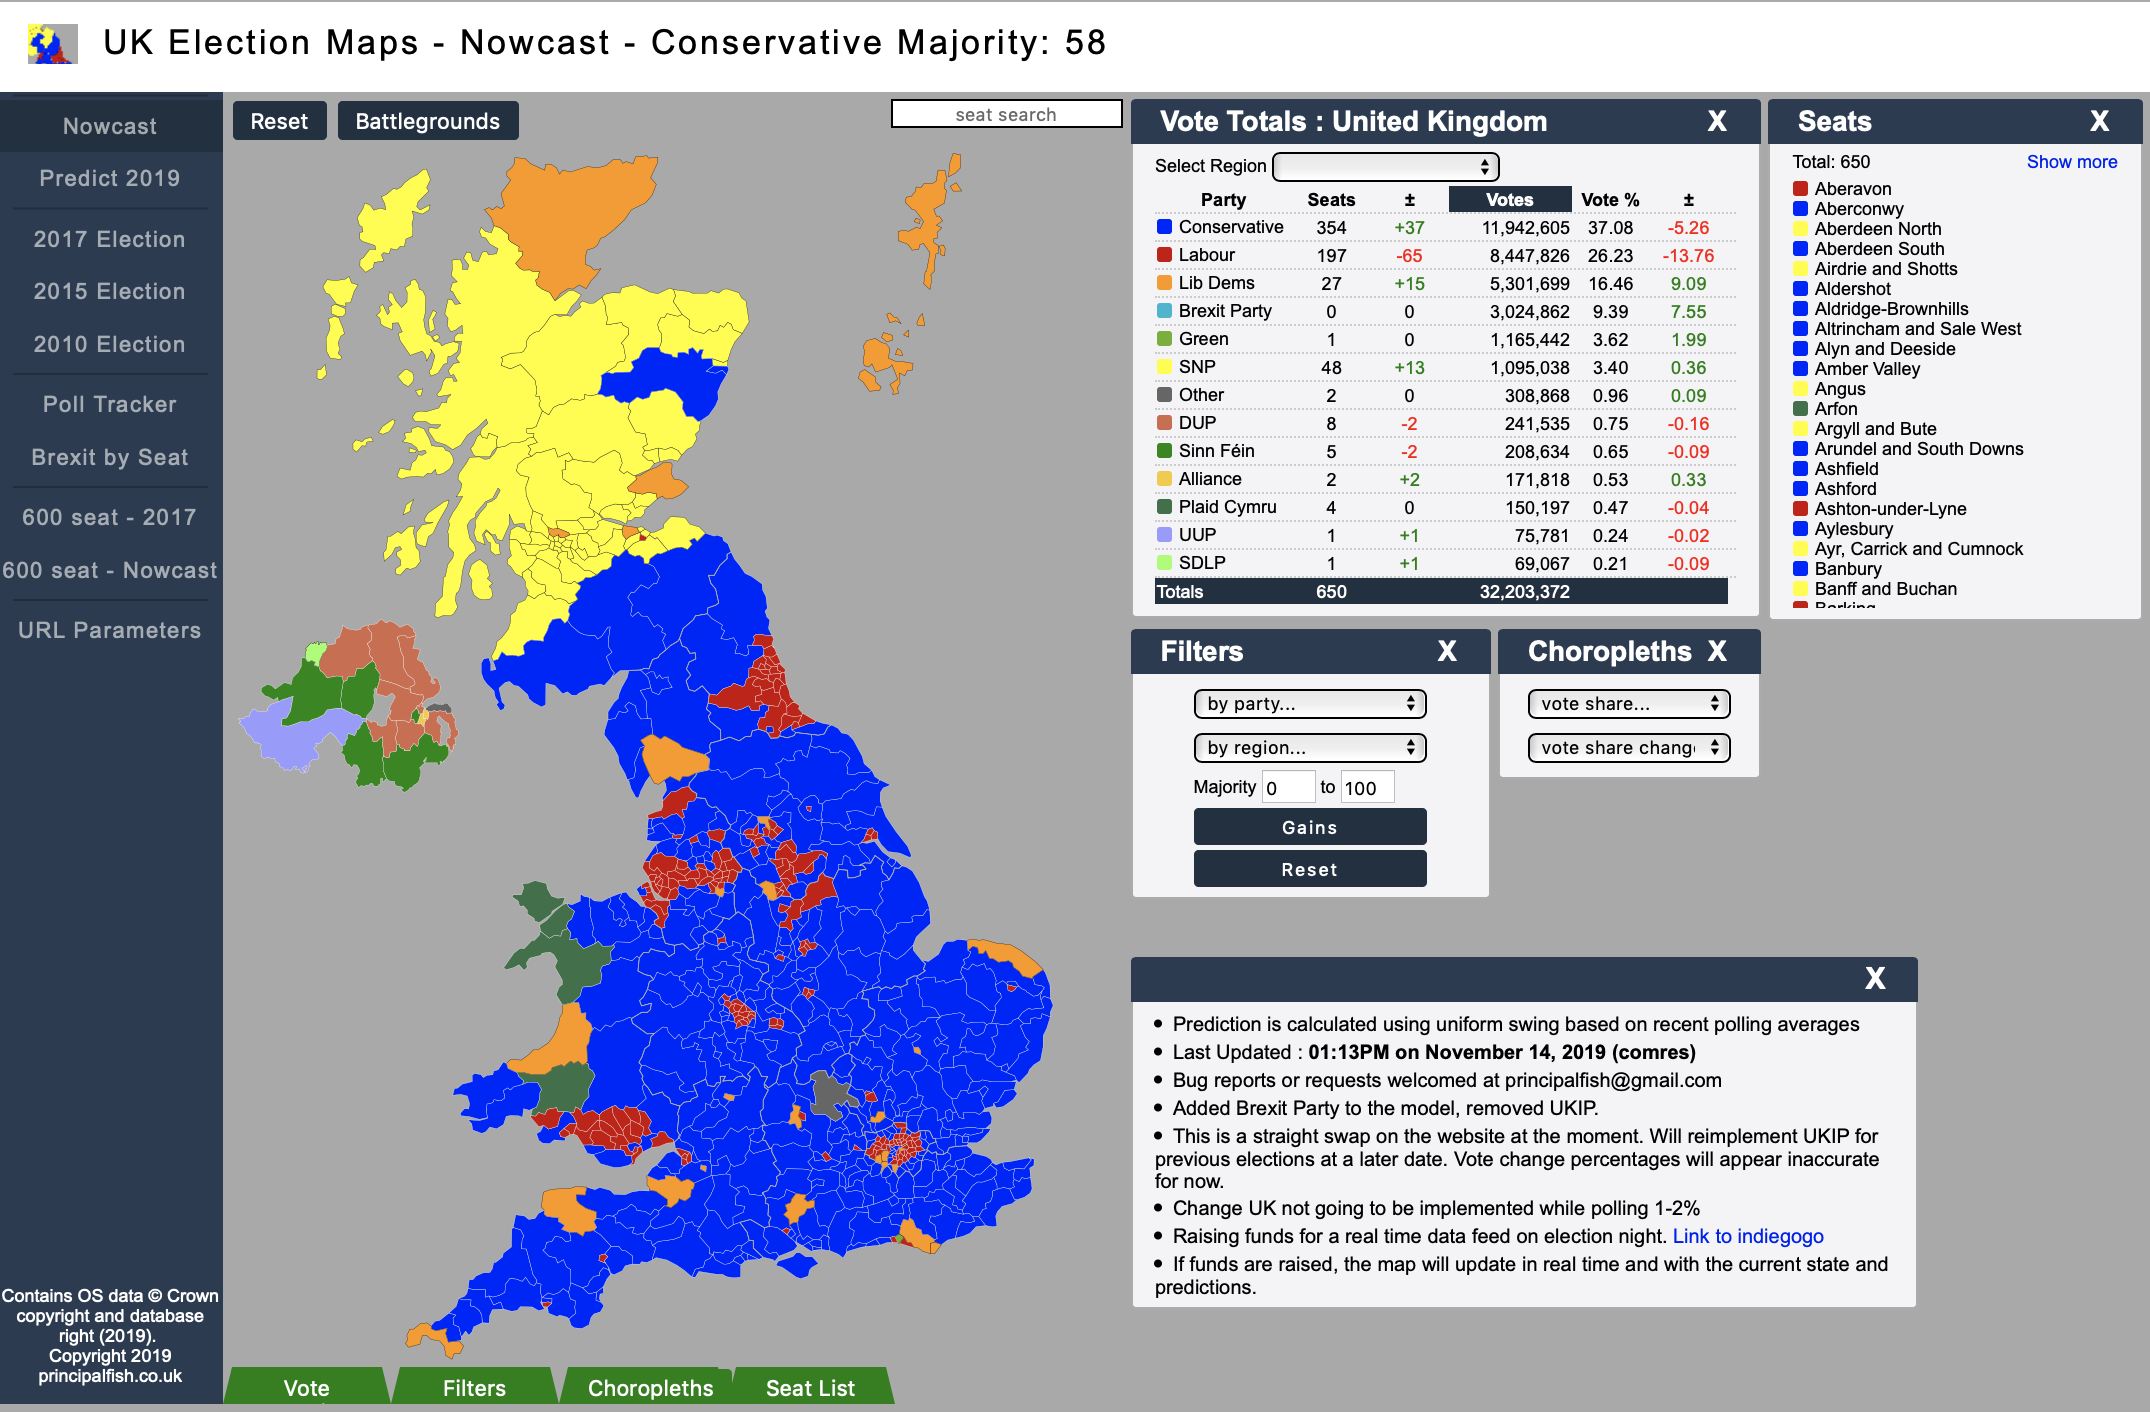 UK Election Maps - Nowcast - Conservative Majority: 58
Nowcast
Predict 2019
2017 Election
2015 Election
2010 Election
Poll Tracker
Brexit by Seat
600 seat - 2017
600 seat - Nowcast
URL Parameters
Contains OS data © Crown
copyright and database
right (2019).
Copyright 2019
principalfish.co.uk
Reset
Battlegrounds
seat search
Vote Totals : United Kingdom X
Select Region
Party Seats ± Votes Vote % ±
Conservative 354 +37 11,942,605 37.08 -5.26
Labour 197 -65 8,447,826 26.23 -13.76
Lib Dems 27 +15 5,301,699 16.46 9.09
Brexit Party 0 0 3,024,862 9.39 7.55
Green 1 0 1,165,442 3.62 1.99
SNP 48 +13 1,095,038 3.40 0.36
Other 2 0 308,868 0.96 0.09
DUP 8 -2 241,535 0.75 -0.16
Sinn Féin 5 -2 208,634 0.65 -0.09
Alliance 2 +2 171,818 0.53 0.33
Plaid Cymru 4 0 150,197 0.47 -0.04
UUP 1 +1 75,781 0.24 -0.02
SDLP 1 +1 69,067 0.21 -0.09
Totals 650 32,203,372
Seats X
Total: 650 Show more
Aberavon
Aberconwy
Aberdeen North
Aberdeen South
Airdrie and Shotts
Aldershot
Aldridge-Brownhills
Altrincham and Sale West
Alyn and Deeside
Amber Valley
Angus
Arfon
Argyll and Bute
Arundel and South Downs
Ashfield
Ashford
Ashton-under-Lyne
Aylesbury
Ayr, Carrick and Cumnock
Banbury
Banff and Buchan
Barking
Filters X
by party...
by region...
Majority 0 to 100
Gains
Reset
Choropleths X
vote share...
vote share chang
X
• Prediction is calculated using uniform swing based on recent polling averages
• Last Updated : 01:13PM on November 14, 2019 (comres)
• Bug reports or requests welcomed at principalfish@gmail.com
• Added Brexit Party to the model, removed UKIP.
• This is a straight swap on the website at the moment. Will reimplement UKIP for
previous elections at a later date. Vote change percentages will appear inaccurate
for now.
• Change UK not going to be implemented while polling 1-2%
• Raising funds for a real time data feed on election night. Link to indiegogo
• If funds are raised, the map will update in real time and with the current state and
predictions.
Vote
Filters
Choropleths
Seat List